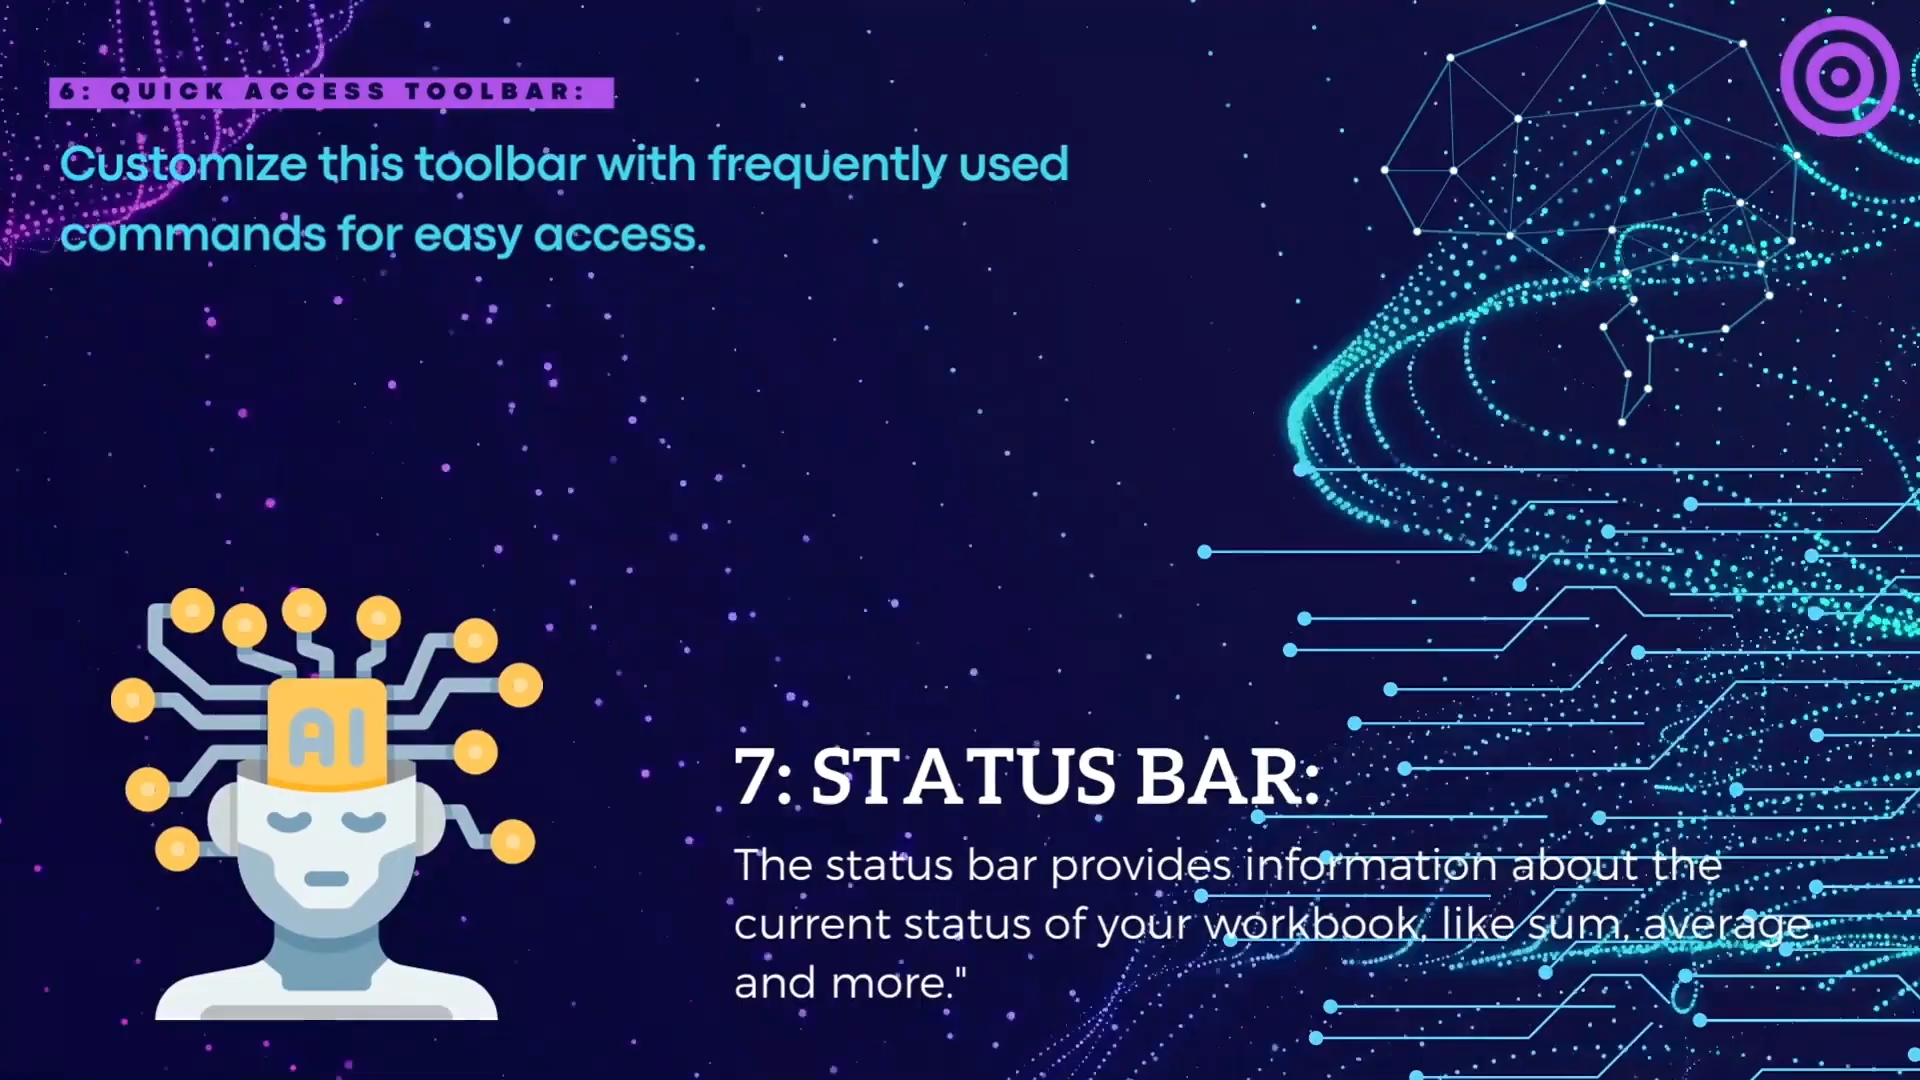 6: QUICK ACCESS TOOLBAR:
Customize this toolbar with frequently used
commands for easy access.
AI
7: STATUS BAR:
The status bar provides information about the
current status of your workbook, like sum, average,
and more."